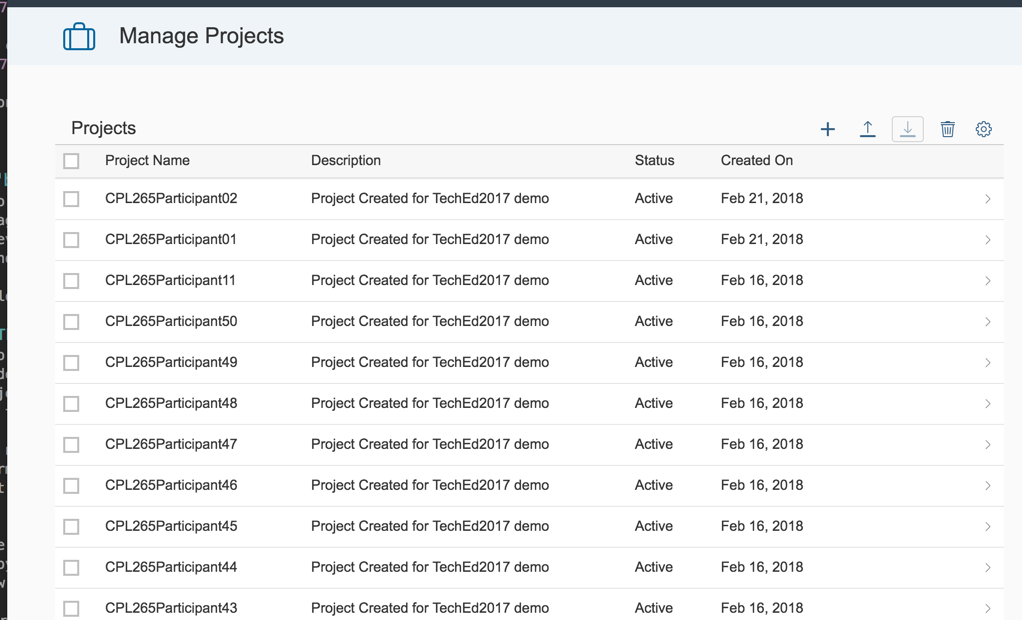 Manage Projects
Projects
Project Name Description Status Created On
CPL265Participant02 Project Created for TechEd2017 demo Active Feb 21, 2018
CPL265Participant01 Project Created for TechEd2017 demo Active Feb 21, 2018
CPL265Participant11 Project Created for TechEd2017 demo Active Feb 16, 2018
CPL265Participant50 Project Created for TechEd2017 demo Active Feb 16, 2018
CPL265Participant49 Project Created for TechEd2017 demo Active Feb 16, 2018
CPL265Participant48 Project Created for TechEd2017 demo Active Feb 16, 2018
CPL265Participant47 Project Created for TechEd2017 demo Active Feb 16, 2018
CPL265Participant46 Project Created for TechEd2017 demo Active Feb 16, 2018
CPL265Participant45 Project Created for TechEd2017 demo Active Feb 16, 2018
CPL265Participant44 Project Created for TechEd2017 demo Active Feb 16, 2018
CPL265Participant43 Project Created for TechEd2017 demo Active Feb 16, 2018